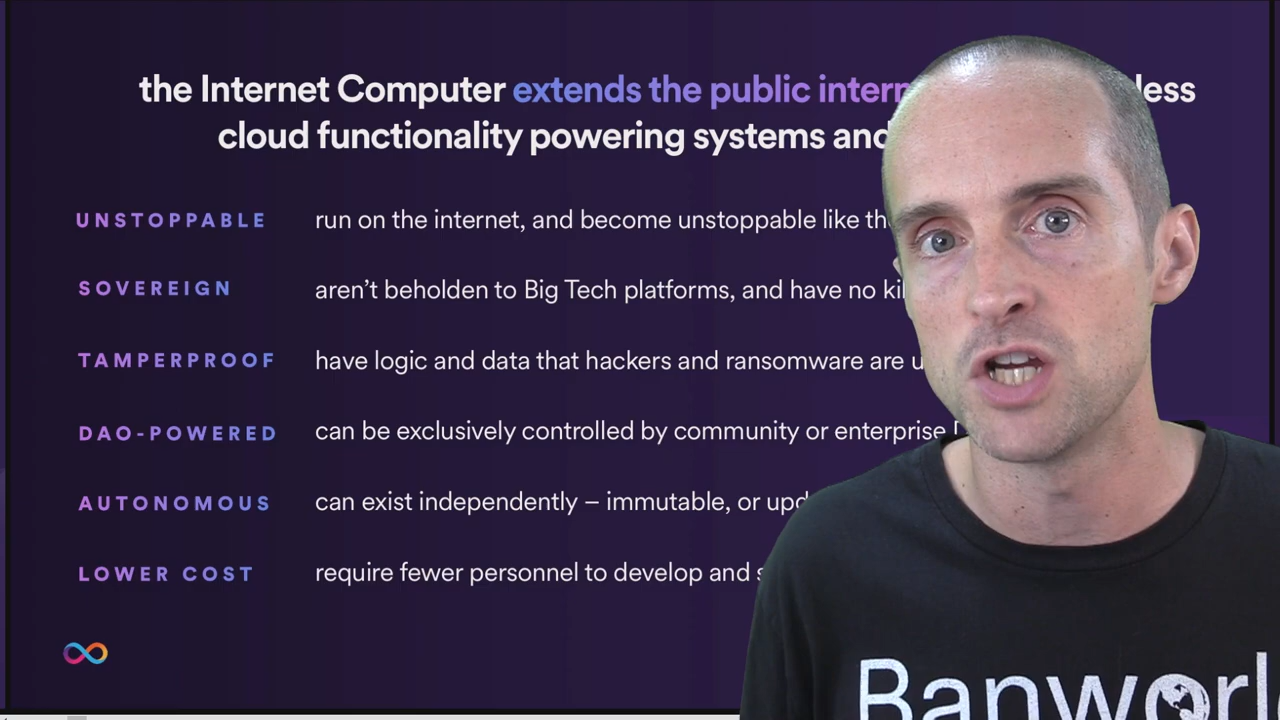 the Internet Computer extends the public intern less
cloud functionality powering systems and
UNSTOPPABLE run on the internet, and become unstoppable like th
SOVEREIGN aren't beholden to Big Tech platforms, and have no ki
TAMPERPROOF have logic and data that hackers and ransomware are u
DAO-POWERED can be exclusively controlled by community or enterprise
AUTONOMOUS can exist independently – immutable, or upd
LOWER COST require fewer personnel to develop and s
Banworl